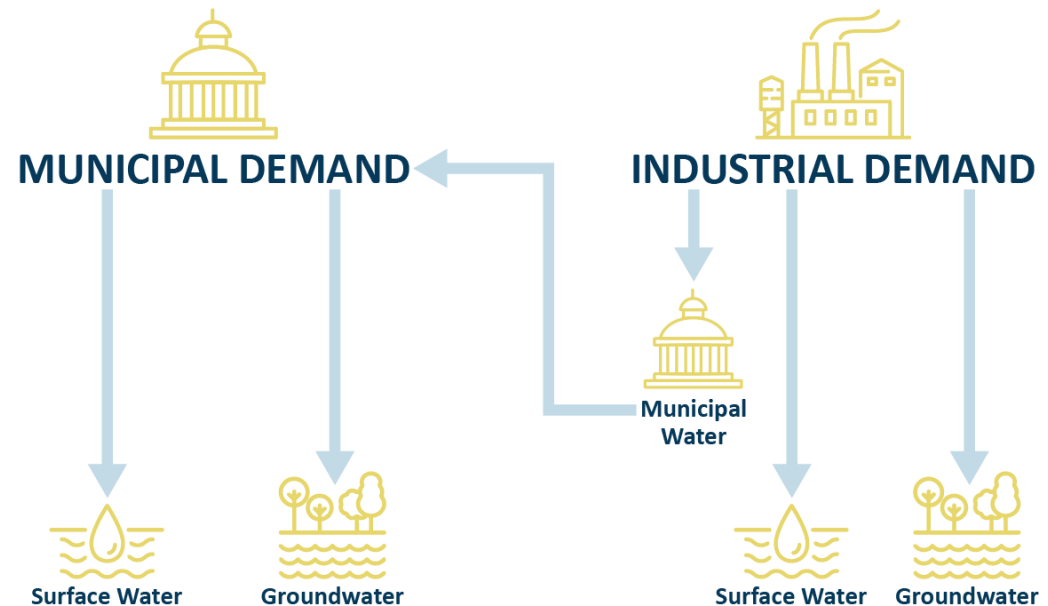 MUNICIPAL DEMAND
INDUSTRIAL DEMAND
Municipal
Water
Surface Water
Groundwater
Surface Water
Groundwater